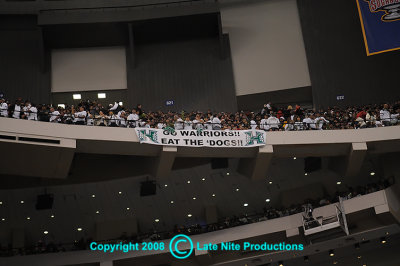 GO WARRIORS!!
EAT THE 'DOGS!!
Copyright © 2008 - Late Nite Productions